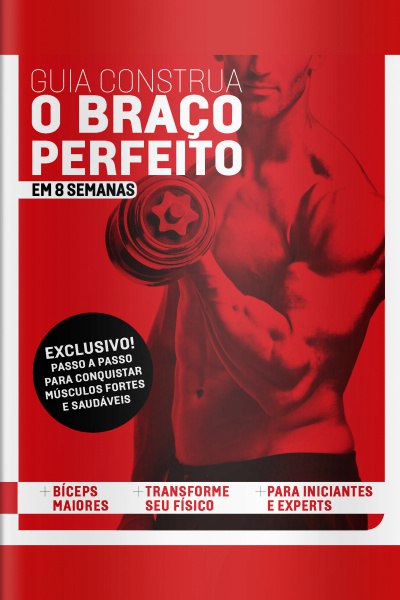 GUIA CONSTRUA
O BRAÇO
PERFEITO
EM 8 SEMANAS
EXCLUSIVO!
PASSO A PASSO
PARA CONQUISTAR
MÚSCULOS FORTES
E SAUDÁVEIS
+BÍCEPS
MAIORES
+TRANSFORME
SEU FÍSICO
+PARA INICIANTES
E EXPERTS